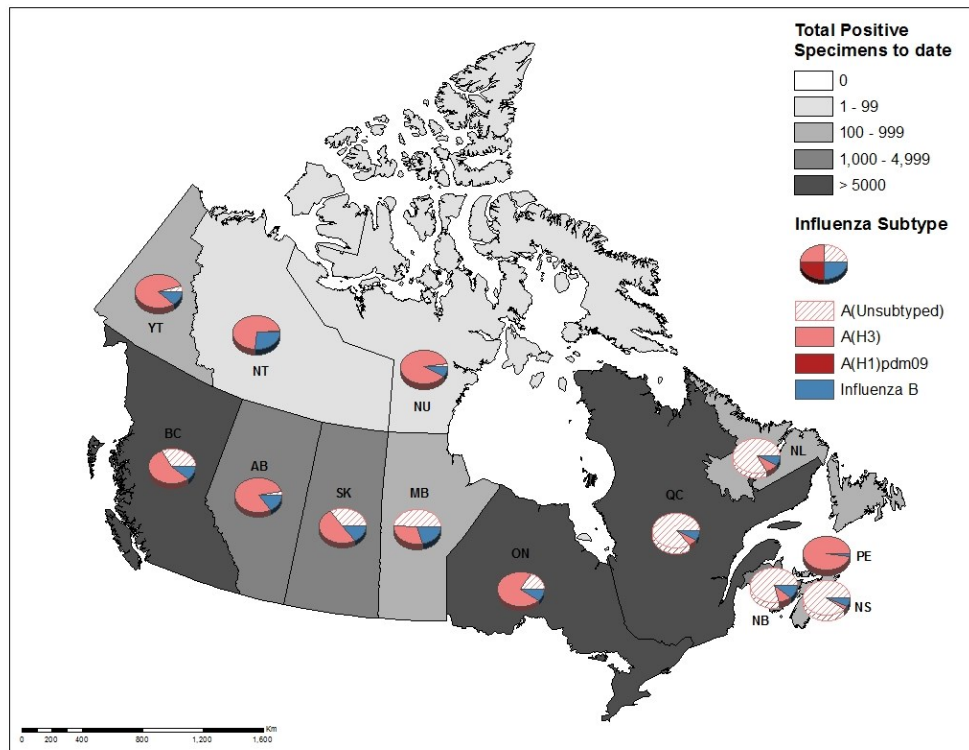 Total Positive
Specimens to date
0
1 - 99
100 - 999
1,000 - 4,999
> 5000
Influenza Subtype
A(Unsubtyped)
A(H3)
A(H1)pdm09
Influenza B
YT
NT
NU
BC
AB
SK
MB
ON
QC
NL
PE
NB
NS
Km
0 200 400 800 1,200 1,600